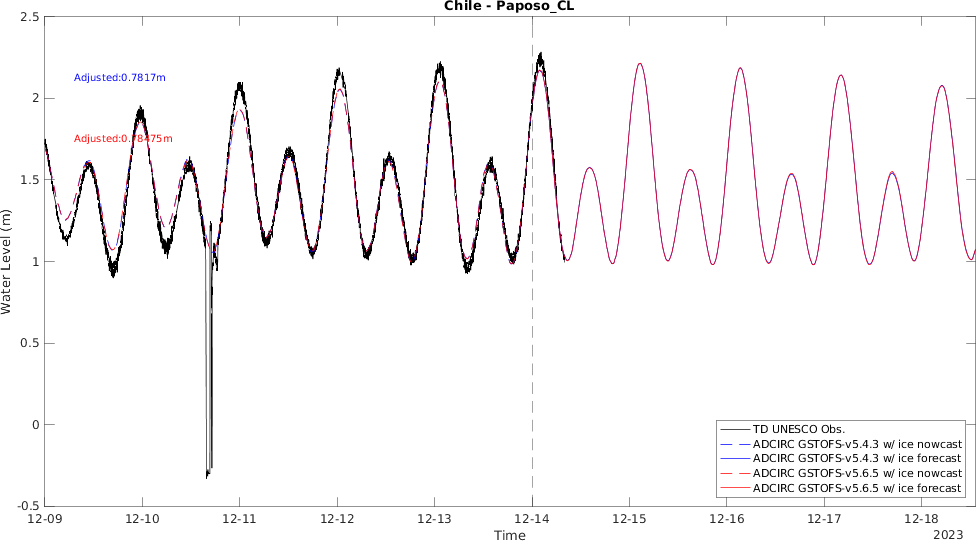 Chile - Paposo_CL
2.5
Adjusted:0.7817m
2
Adjusted:0.78475m
1.5
Water Level (m)
1
0.5
0
-0.5
TD UNESCO Obs.
ADCIRC GSTOFS-v5.4.3 w/ ice nowcast
ADCIRC GSTOFS-v5.4.3 w/ ice forecast
ADCIRC GSTOFS-v5.6.5 w/ ice nowcast
ADCIRC GSTOFS-v5.6.5 w/ ice forecast
12-09 12-10 12-11 12-12 12-13 12-14 12-15 12-16 12-17 12-18
Time
2023